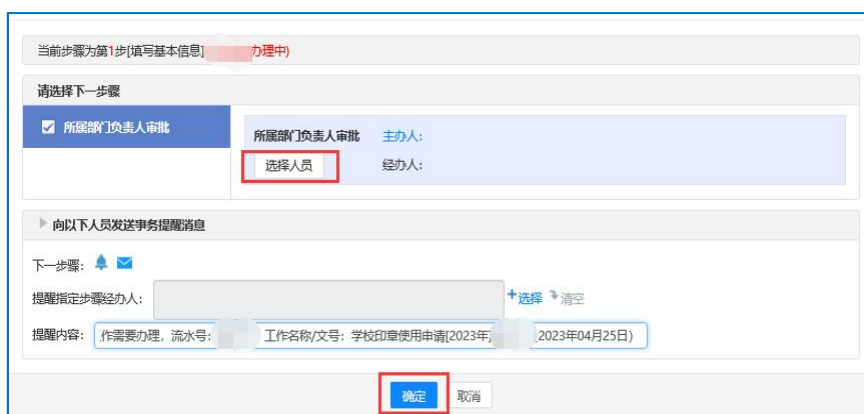 当前步骤为第1步[填写基本信息] 办理中)
请选择下一步骤
所属部门负责人审批
所属部门负责人审批 主办人:
选择人员 经办人:
向以下人员发送事务提醒消息
下一步骤:
提醒指定步骤经办人: +选择 清空
提醒内容: 作需要办理,流水号: 工作名称/文号:学校印章使用申请[2023年 2023年04月25日)
确定 取消